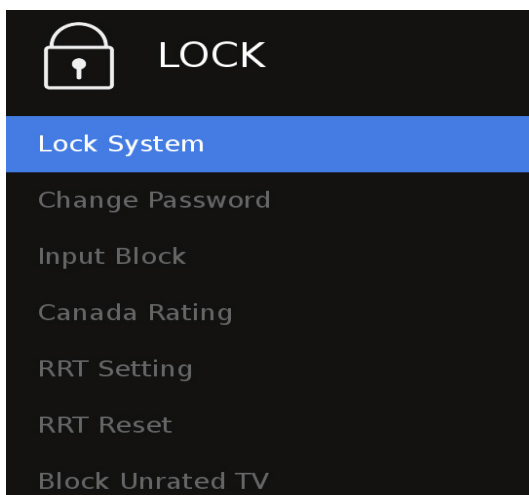 LOCK
Lock System
Change Password
Input Block
Canada Rating
RRT Setting
RRT Reset
Block Unrated TV